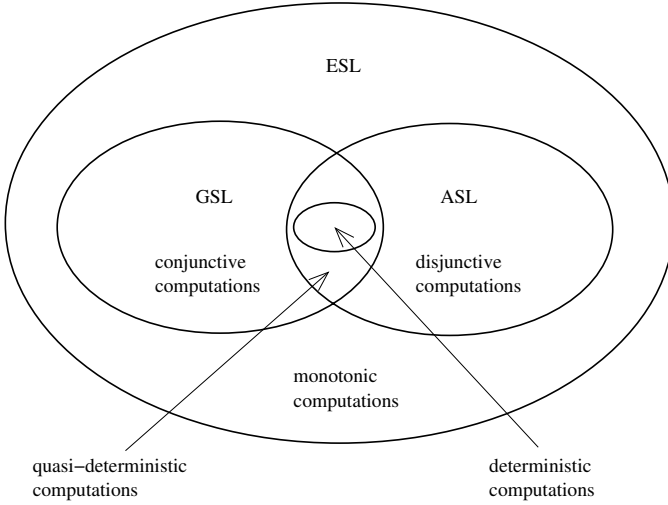 ESL
GSL
ASL
conjunctive
computations
disjunctive
computations
monotonic
computations
quasi−deterministic
computations
deterministic
computations